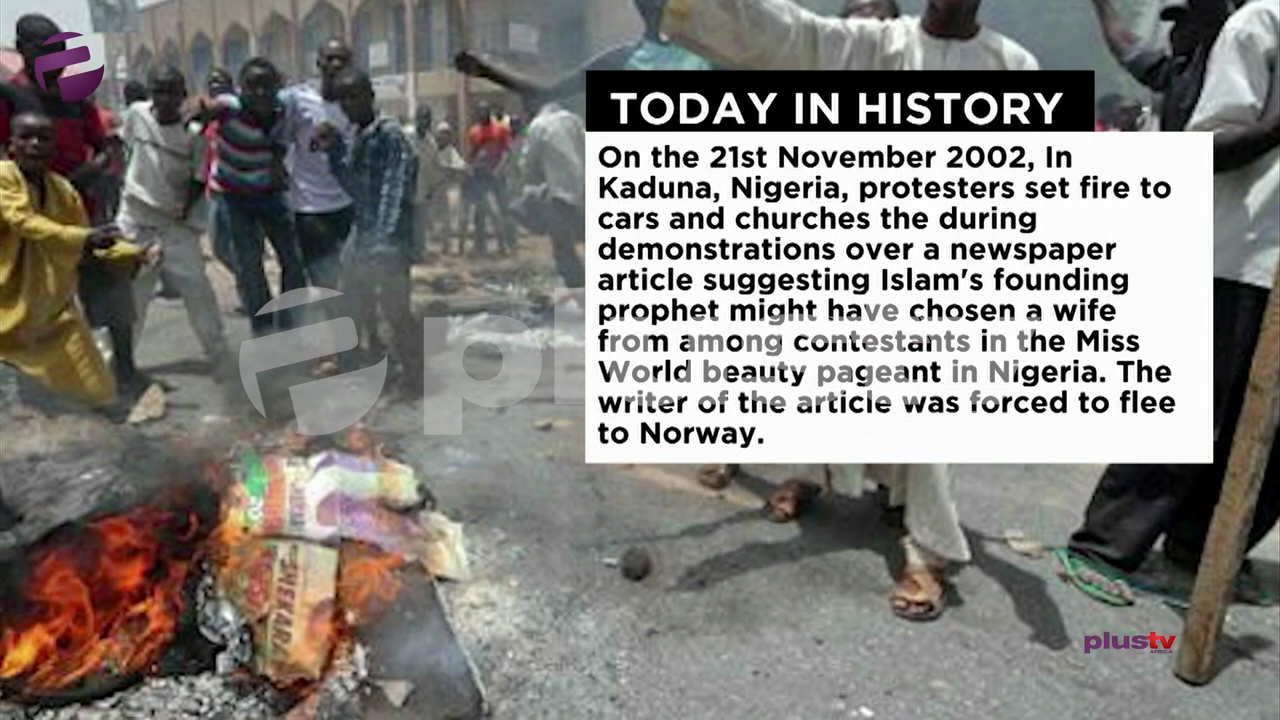 TODAY IN HISTORY
On the 21st November 2002, In
Kaduna, Nigeria, protesters set fire to
cars and churches the during
demonstrations over a newspaper
article suggesting Islam's founding
prophet might have chosen a wife
from among contestants in the Miss
World beauty pageant in Nigeria. The
writer of the article was forced to flee
to Norway.
plustv
AFRICA